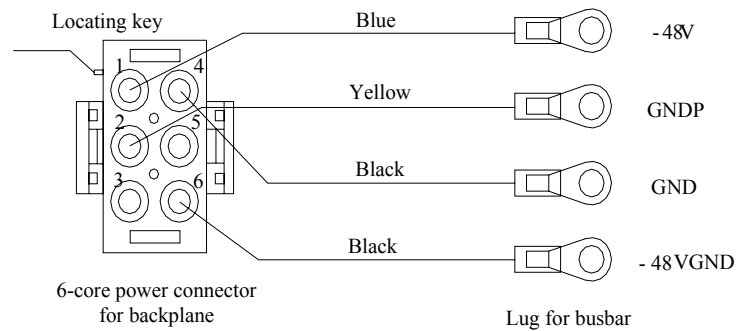 Locating key
Blue
- 48V
1 4
Yellow
GNDP
2 5
Black
GND
3 6
Black
- 48VGND
6-core power connector
for backplane
Lug for busbar